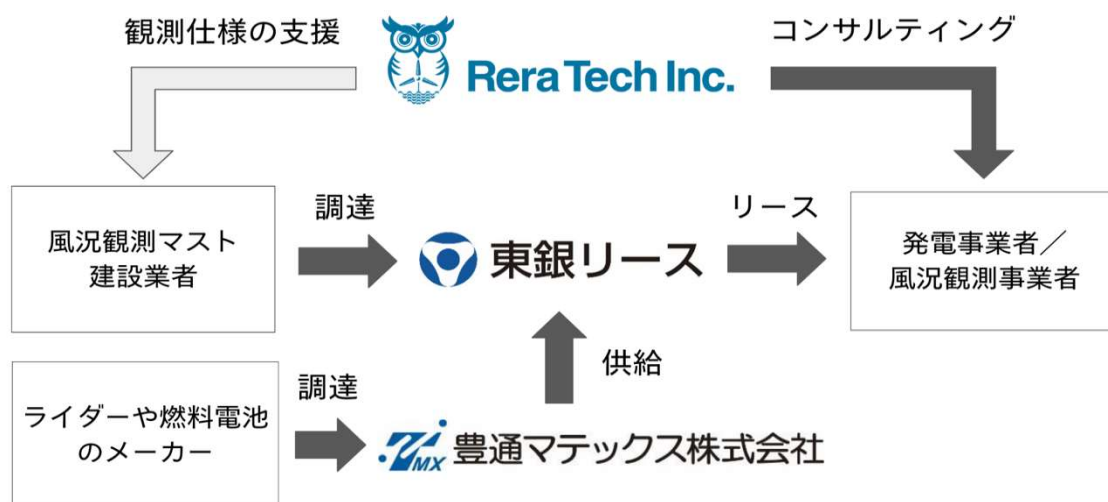 観測仕様の支援
Rera Tech Inc.
コンサルティング
風況観測マスト
建設業者
調達
東銀リース
リース
発電事業者／
風況観測事業者
供給
ライダーや燃料電池
のメーカー
調達
MX 豊通マテックス株式会社